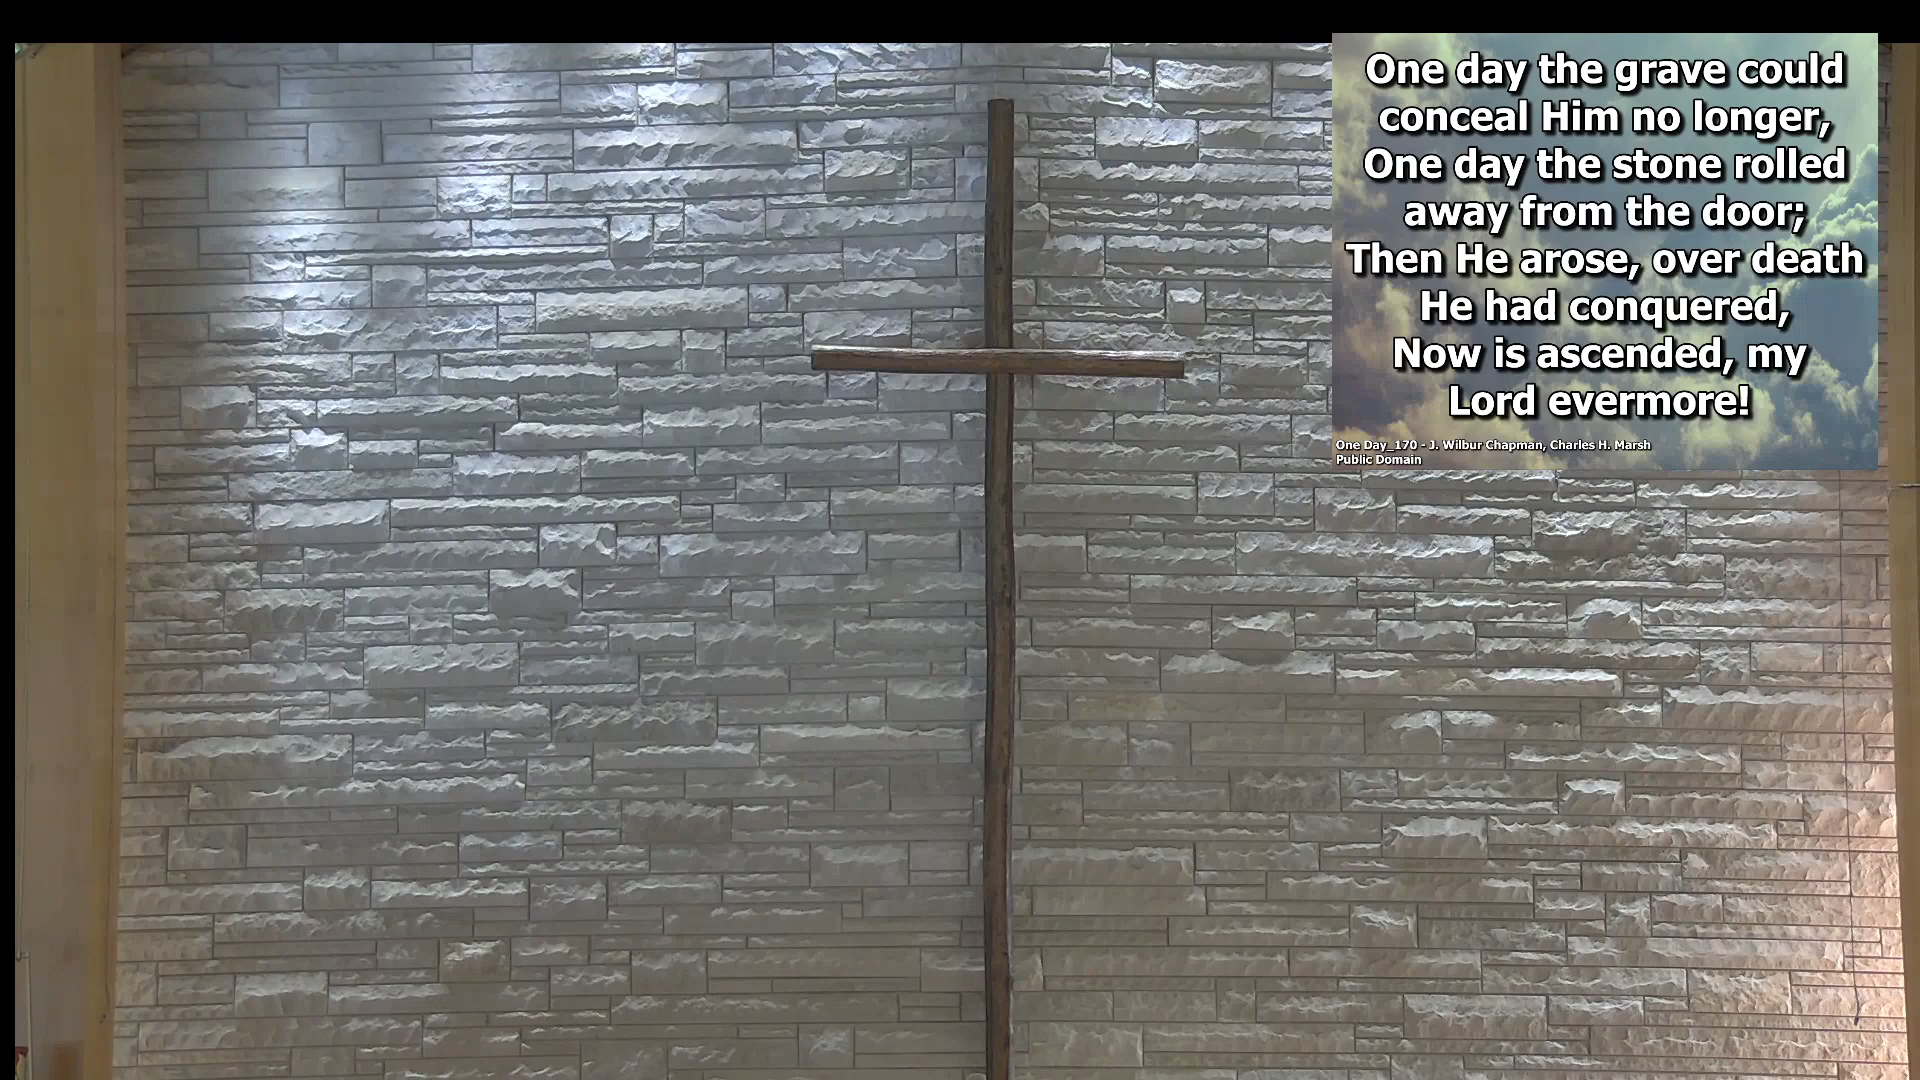 One day the grave could
conceal Him no longer,
One day the stone rolled
away from the door;
Then He arose, over death
He had conquered,
Now is ascended, my
Lord evermore!
One Day_170 - J. Wilbur Chapman, Charles H. Marsh
Public Domain